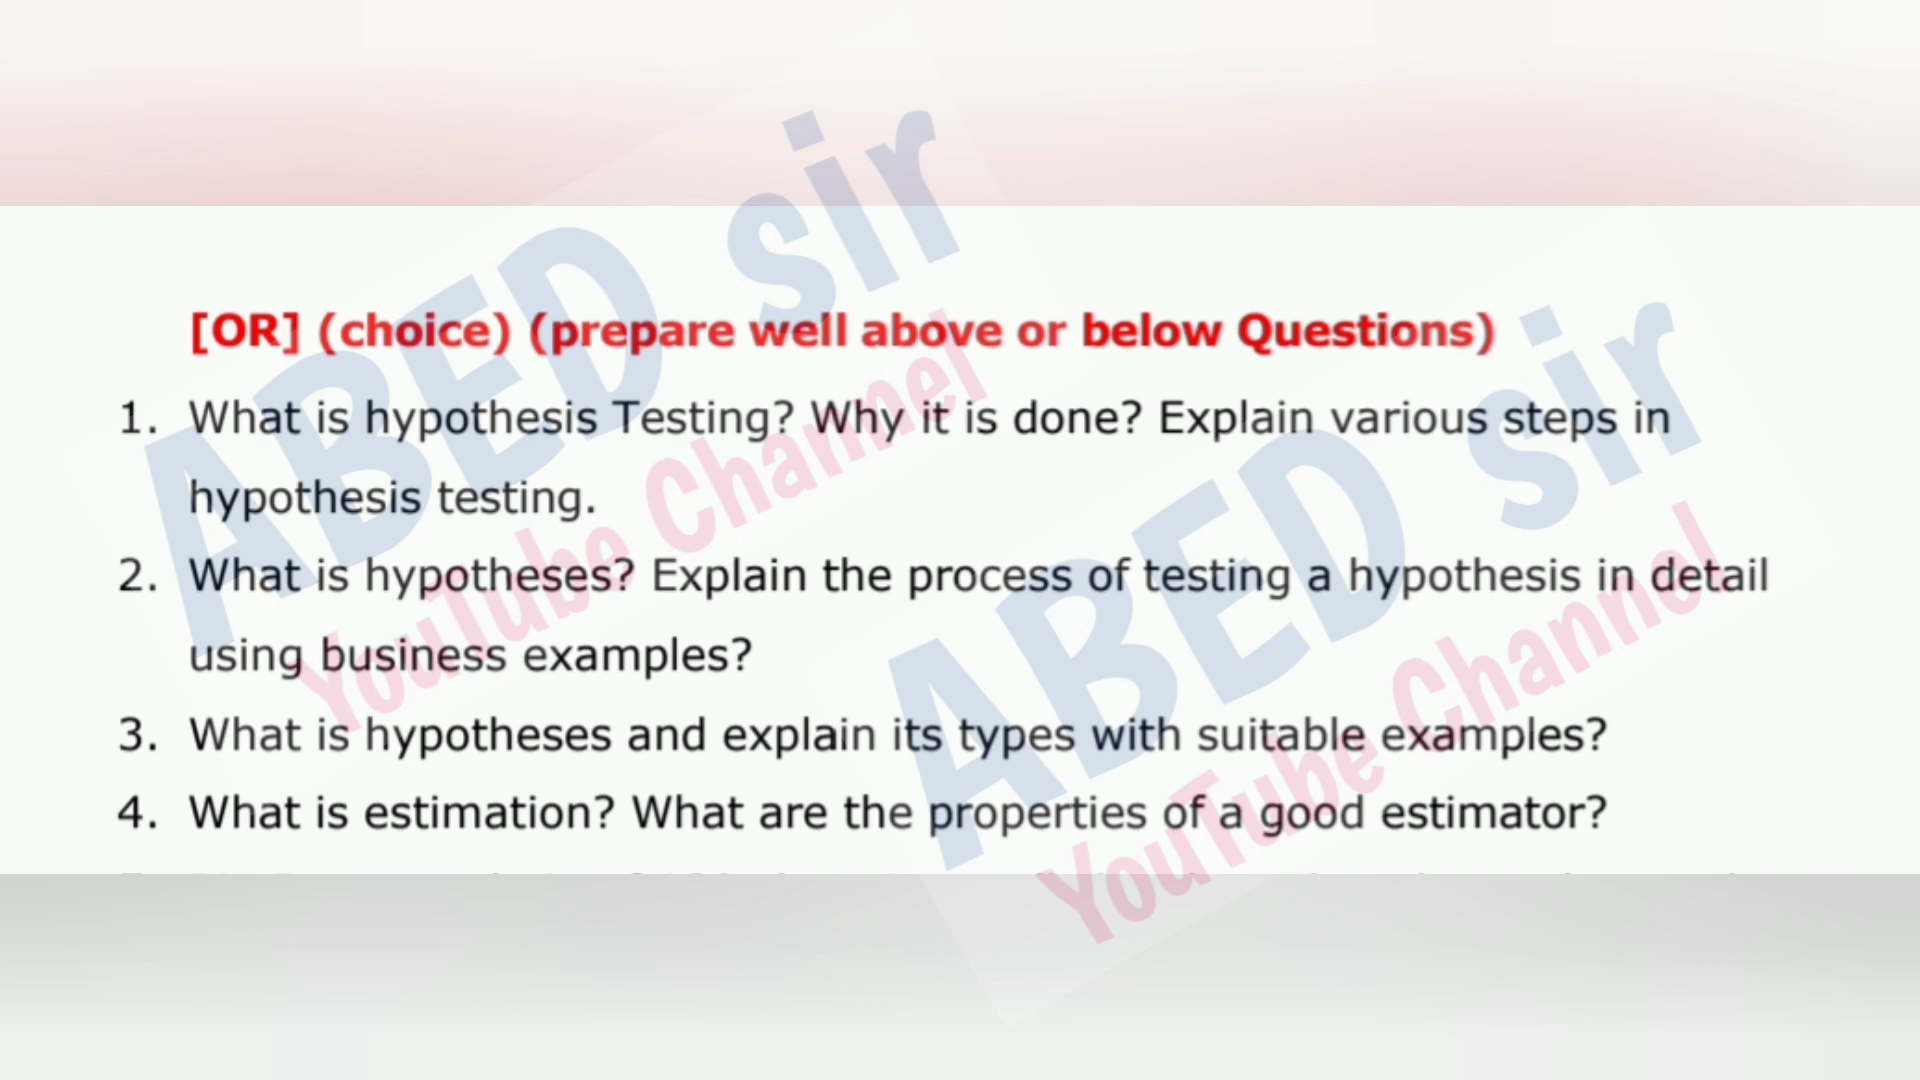 [OR] (choice) (prepare well above or below Questions)
1. What is hypothesis Testing? Why it is done? Explain various steps in
hypothesis testing.
2. What is hypotheses? Explain the process of testing a hypothesis in detail
using business examples?
3. What is hypotheses and explain its types with suitable examples?
4. What is estimation? What are the properties of a good estimator?
ABED sir
YouTube Channel
ABED sir
YouTube Channel